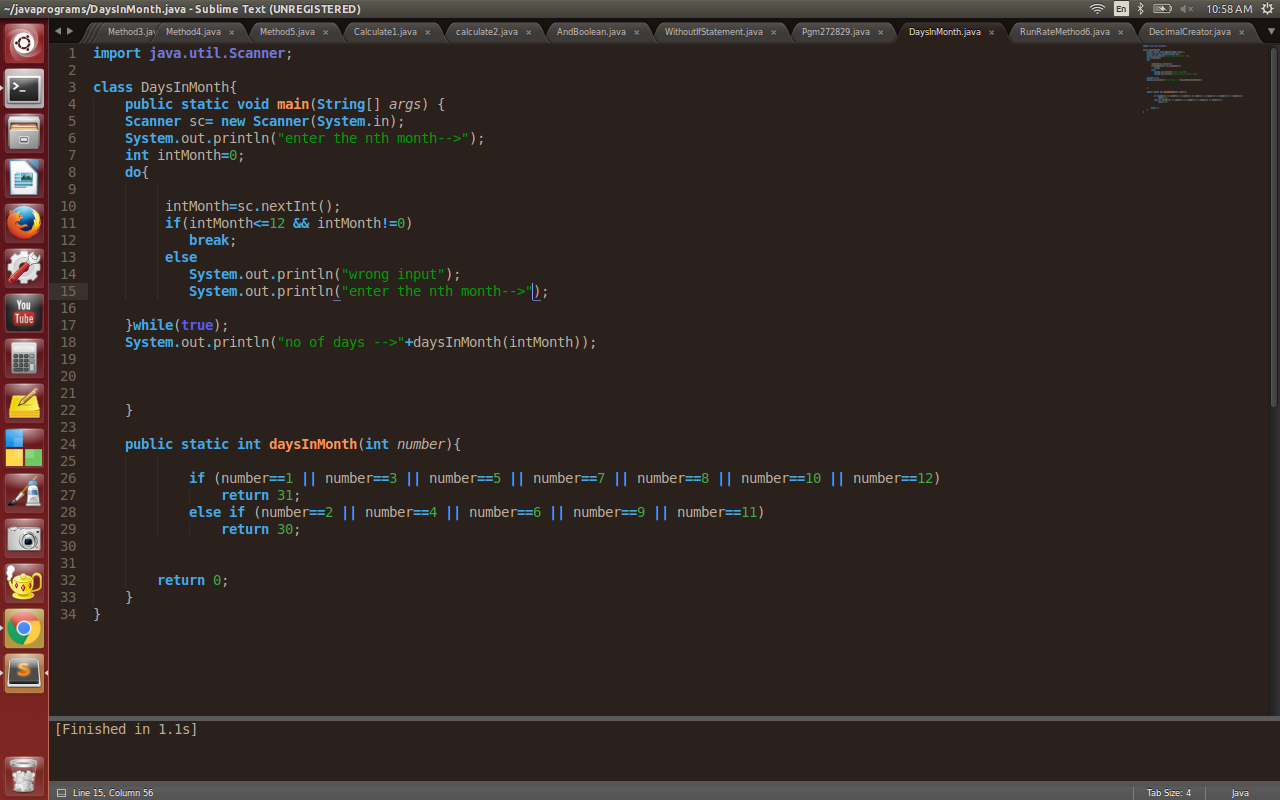 ~/javaprograms/DaysInMonth.java - Sublime Text (UNREGISTERED)
En
10:58 AM
Method3.jav
Method4.java
Method5.java
Calculate1.java
calculate2.java
AndBoolean.java
WithoutIfStatement.java
Pgm272829.java
DaysInMonth.java
RunRateMethod6.java
DecimalCreator.java
1 import java.util.Scanner;
2
3 class DaysInMonth{
4 public static void main(String[] args) {
5 Scanner sc= new Scanner(System.in);
6 System.out.println("enter the nth month-->");
7 int intMonth=0;
8 do{
9
10 intMonth=sc.nextInt();
11 if(intMonth<=12 && intMonth!=0)
12 break;
13 else
14 System.out.println("wrong input");
15 System.out.println("enter the nth month-->");
16
17 }while(true);
18 System.out.println("no of days -->"+daysInMonth(intMonth));
19
20
21
22 }
23
24 public static int daysInMonth(int number){
25
26 if (number==1 || number==3 || number==5 || number==7 || number==8 || number==10 || number==12)
27 return 31;
28 else if (number==2 || number==4 || number==6 || number==9 || number==11)
29 return 30;
30
31
32 return 0;
33 }
34 }
You
Tube
[Finished in 1.1s]
Line 15, Column 56
Tab Size: 4
Java